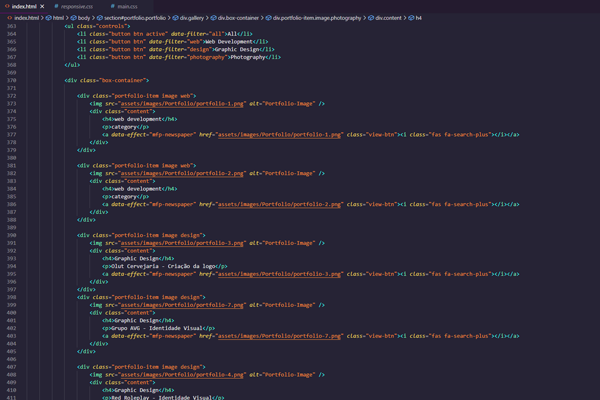 index.html × responsive.css main.css
index.html > html > body > section#portfolio.portfolio > div.gallery > div.box-container > div.portfolio-item.image.photography > div.content > h4
363 <ul class="controls">
364 <li class="button btn active" data-filter="all">All</li>
365 <li class="button btn" data-filter="web">Web Development</li>
366 <li class="button btn" data-filter="design">Graphic Design</li>
367 <li class="button btn" data-filter="photography">Photography</li>
368 </ul>
369
370 <div class="box-container">
371
372 <div class="portfolio-item image web">
373 <img src="assets/images/Portfolio/portfolio-1.png" alt="Portfolio-Image" />
374 <div class="content">
375 <h4>web development</h4>
376 <p>category</p>
377 <a data-effect="mfp-newspaper" href="assets/images/Portfolio/portfolio-1.png" class="view-btn"><i class="fas fa-search-plus"></i></a>
378 </div>
379 </div>
380
381 <div class="portfolio-item image web">
382 <img src="assets/images/Portfolio/portfolio-2.png" alt="Portfolio-Image" />
383 <div class="content">
384 <h4>web development</h4>
385 <p>category</p>
386 <a data-effect="mfp-newspaper" href="assets/images/Portfolio/portfolio-2.png" class="view-btn"><i class="fas fa-search-plus"></i></a>
387 </div>
388 </div>
389
390 <div class="portfolio-item image design">
391 <img src="assets/images/Portfolio/portfolio-3.png" alt="Portfolio-Image" />
392 <div class="content">
393 <h4>Graphic Design</h4>
394 <p>Olut Cervejaria - Criação da logo</p>
395 <a data-effect="mfp-newspaper" href="assets/images/Portfolio/portfolio-3.png" class="view-btn"><i class="fas fa-search-plus"></i></a>
396 </div>
397 </div>
398 <div class="portfolio-item image design">
399 <img src="assets/images/Portfolio/portfolio-7.png" alt="Portfolio-Image" />
400 <div class="content">
401 <h4>Graphic Design</h4>
402 <p>Grupo AVG - Identidade Visual</p>
403 <a data-effect="mfp-newspaper" href="assets/images/Portfolio/portfolio-7.png" class="view-btn"><i class="fas fa-search-plus"></i></a>
404 </div>
405 </div>
406
407 <div class="portfolio-item image design">
408 <img src="assets/images/Portfolio/portfolio-4.png" alt="Portfolio-Image" />
409 <div class="content">
410 <h4>Graphic Design</h4>
411 <p>Red Roleplay - Identidade Visual</p>